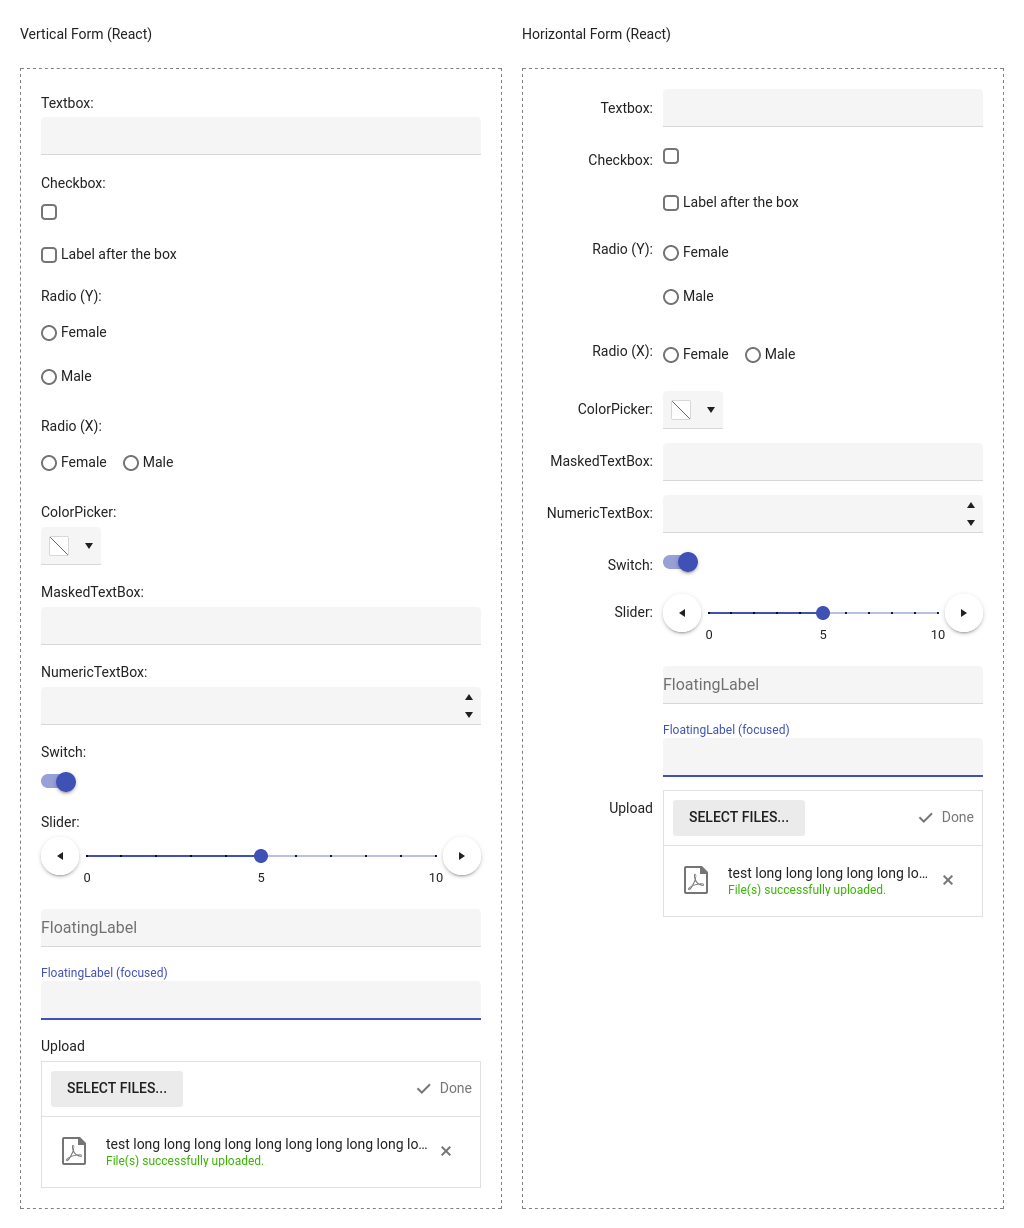 Vertical Form (React)
Textbox:
Checkbox:
Label after the box
Radio (Y):
Female
Male
Radio (X):
Female Male
ColorPicker:
MaskedTextBox:
NumericTextBox:
Switch:
Slider:
0 5 10
FloatingLabel
FloatingLabel (focused)
Upload
SELECT FILES... Done
test long long long long long long long long long lo...
File(s) successfully uploaded.
Horizontal Form (React)
Textbox:
Checkbox:
Label after the box
Radio (Y): Female
Male
Radio (X): Female Male
ColorPicker:
MaskedTextBox:
NumericTextBox:
Switch:
Slider:
0 5 10
FloatingLabel
FloatingLabel (focused)
Upload SELECT FILES... Done
test long long long long long lo...
File(s) successfully uploaded.